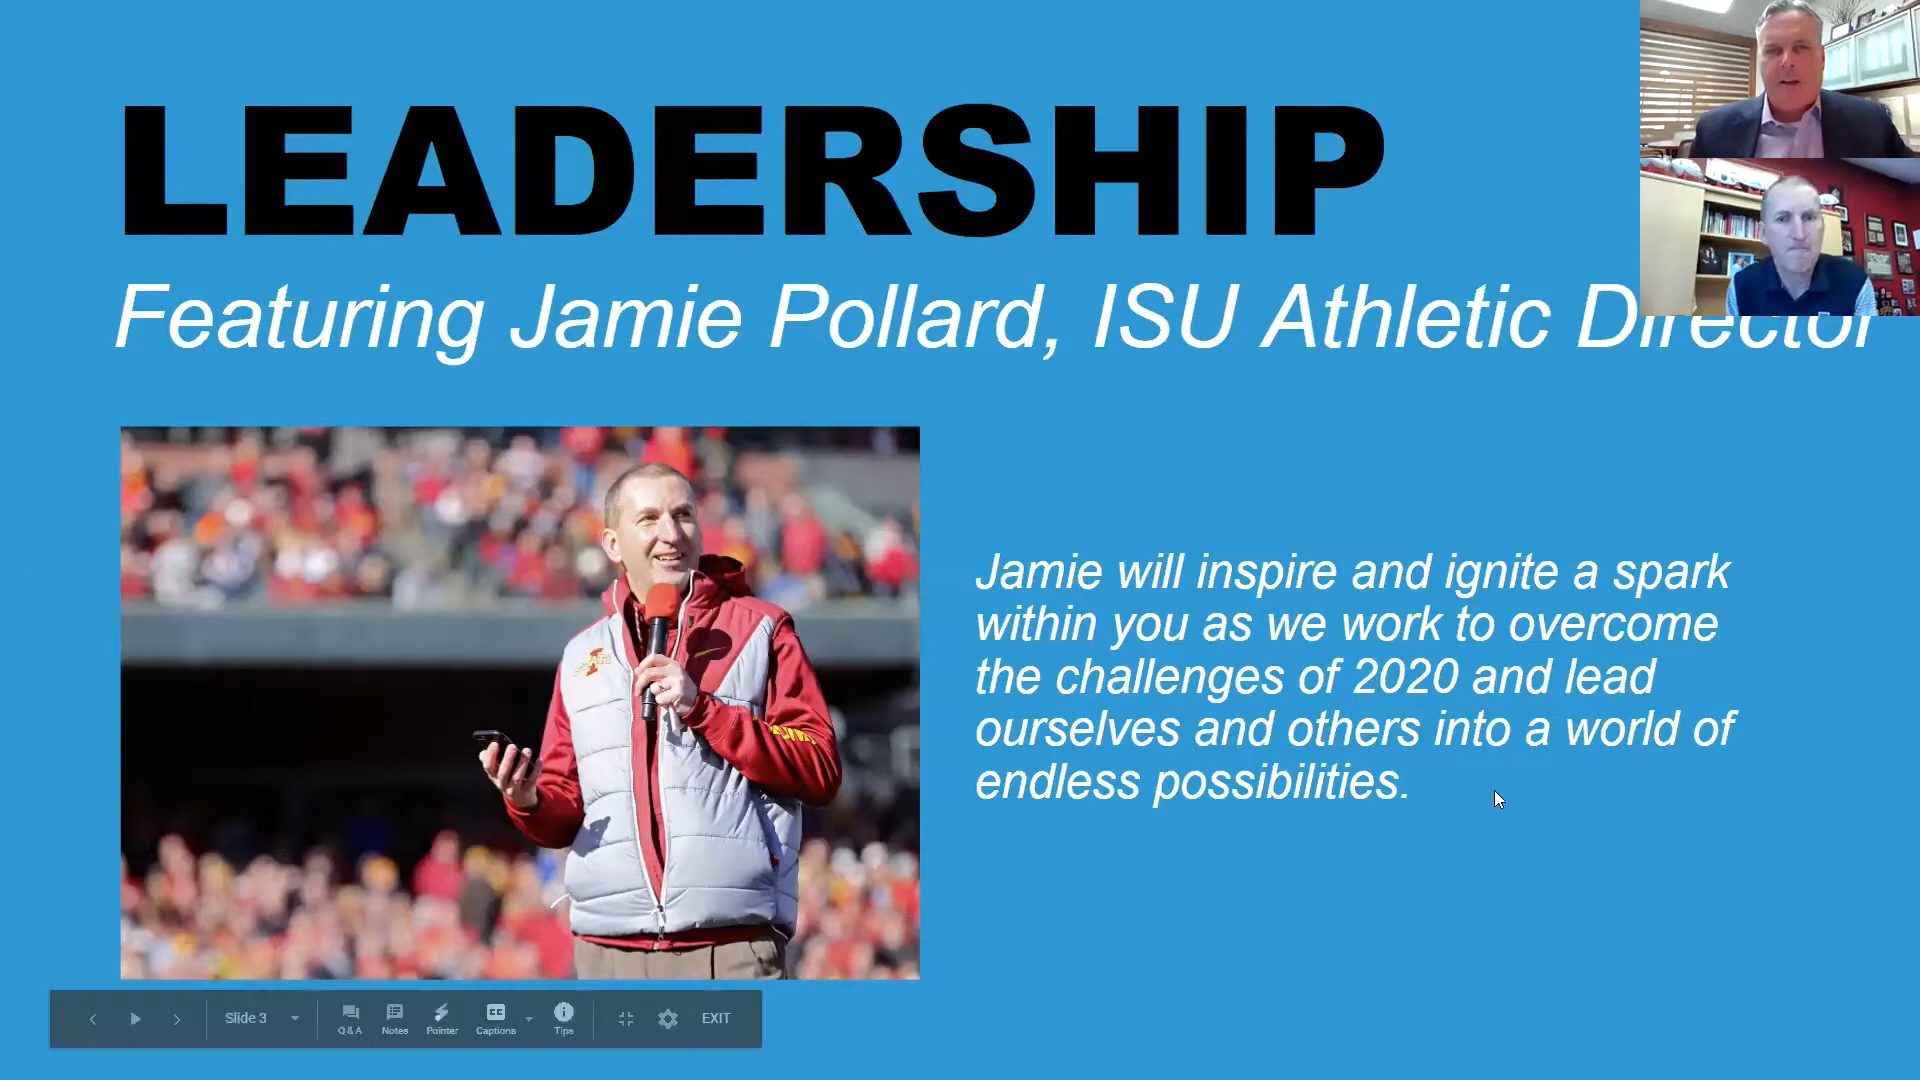 LEADERSHIP
Featuring Jamie Pollard, ISU Athletic Director
Jamie will inspire and ignite a spark
within you as we work to overcome
the challenges of 2020 and lead
ourselves and others into a world of
endless possibilities.
STATE
Slide 3
Q & A
Notes
Pointer
Captions
Tips
EXIT